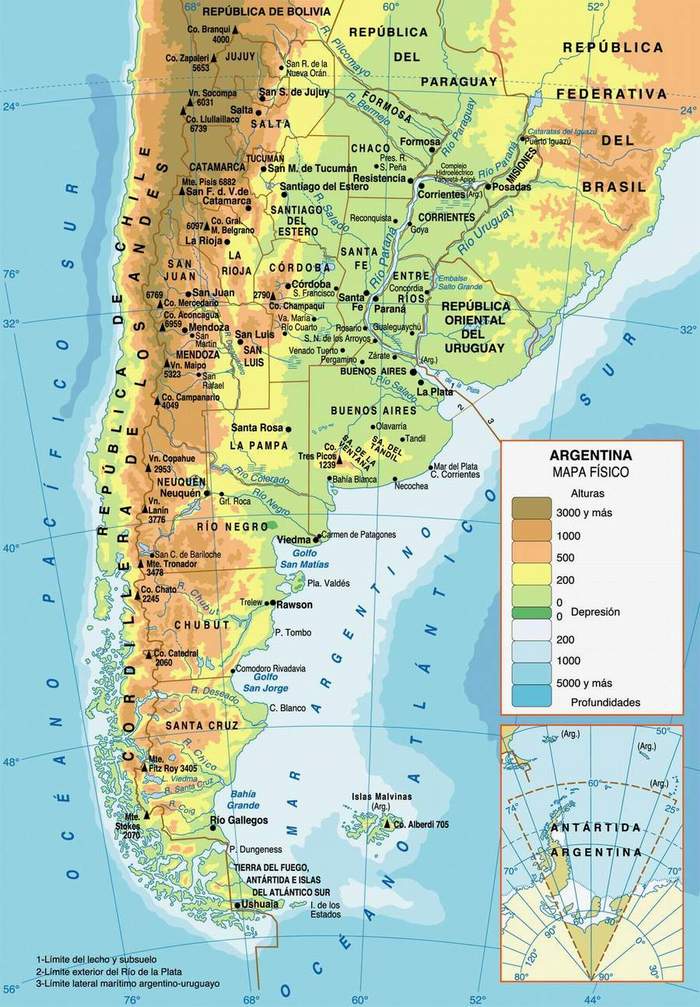 68°
60°
52°
REPÚBLICA DE BOLIVIA
Co. Branqui
4000
JUJUY
Co. Zapaleri
5653
San R. de la
Nueva Orán
R. Pilcomayo
REPÚBLICA
DEL
PARAGUAY
REPÚBLICA
FEDERATIVA
DEL
BRASIL
24°
24°
Vn. Socompa
6031
Co. Llullaillaco
6739
San S. de Jujuy
Salta
SALTA
FORMOSA
R. Bermejo
Río Paraguay
Formosa
Cataratas del Iguazú
Puerto Iguazú
Río Paraná
MISIONES
CHACO
Pres. R.
S. Peña
Resistencia
Complejo
Hidroeléctrico
Yacyretá-Apipé
Corrientes
(Arg.)
Posadas
CORRIENTES
CATAMARCA
TUCUMÁN
San M. de Tucumán
Mte. Pisis 6882
San F. d. V.de
Catamarca
Santiago del Estero
SANTIAGO
DEL
ESTERO
R. Salado
Reconquista
Goya
Río Uruguay
6097
Co. Gral.
M. Belgrano
La Rioja
LA
RIOJA
SAN
JUAN
CÓRDOBA
Córdoba
S. Francisco
SANTA
FE
Río Paraná
ENTRE
RÍOS
Concordia
Embalse
Salto Grande
76°
6769
Co. Mercedario
San Juan
2790
Co. Champaquí
Santa
Fe
Paraná
REPÚBLICA
ORIENTAL
DEL
URUGUAY
32°
32°
Co. Aconcagua
6959
Mendoza
San
Martín
MENDOZA
Vn. Maipo
5323
San
Rafael
R. Desaguadero
San Luis
SAN
LUIS
Va. María
Río Cuarto
Rosario
Gualeguaychú
S. N. de los Arroyos
Venado Tuerto
Pergamino
Zárate
(Arg.)
BUENOS AIRES
R. de la Plata
Río Salado
La Plata
Co. Campanario
4049
Santa Rosa
LA PAMPA
BUENOS AIRES
Olavarría
Tandil
SA. DEL
TANDIL
SA. DE LA
VENTANA
Co.
Tres Picos
1239
Mar del Plata
C. Corrientes
Bahía Blanca
Necochea
1
2
3
Vn. Copahue
2953
NEUQUÉN
Neuquén
Río Colorado
Río Negro
Grl. Roca
Vn.
Lanín
3776
RÍO NEGRO
Viedma
Carmen de Patagones
Golfo
San Matías
40°
40°
San C. de Bariloche
Mte. Tronador
3478
Pla. Valdés
Co. Chato
2245
R. Chubut
Trelew
Rawson
CHUBUT
P. Tombo
Co. Catedral
2060
Comodoro Rivadavia
Golfo
San Jorge
R. Deseado
C. Blanco
SANTA CRUZ
48°
48°
R. Chico
Mte.
Fitz Roy 3405
L. Viedma
R. Santa Cruz
Bahía
Grande
R. Coig
Mte.
Stokes
2070
Río Gallegos
Islas Malvinas
(Arg.)
Co. Alberdi 705
P. Dungeness
TIERRA DEL FUEGO,
ANTÁRTIDA E ISLAS
DEL ATLÁNTICO SUR
Ushuaia
I. de los
Estados
OCÉANO PACÍFICO SUR
REPÚBLICA DE CHILE
CORDILLERA DE LOS ANDES
MAR ARGENTINO
OCÉANO ATLÁNTICO SUR
ARGENTINA
MAPA FÍSICO
Alturas
3000 y más
1000
500
200
0
0
Depresión
200
1000
5000 y más
Profundidades
(Arg.)
(Arg.)
(Arg.)
60°
74°
25°
ANTÁRTIDA
ARGENTINA
70°
70°
120°
90°
0°
30°
80°
80°
1-Límite del lecho y subsuelo
2-Límite exterior del Río de la Plata
3-Límite lateral marítimo argentino-uruguayo
56°
76°
68°
60°
52°
44°